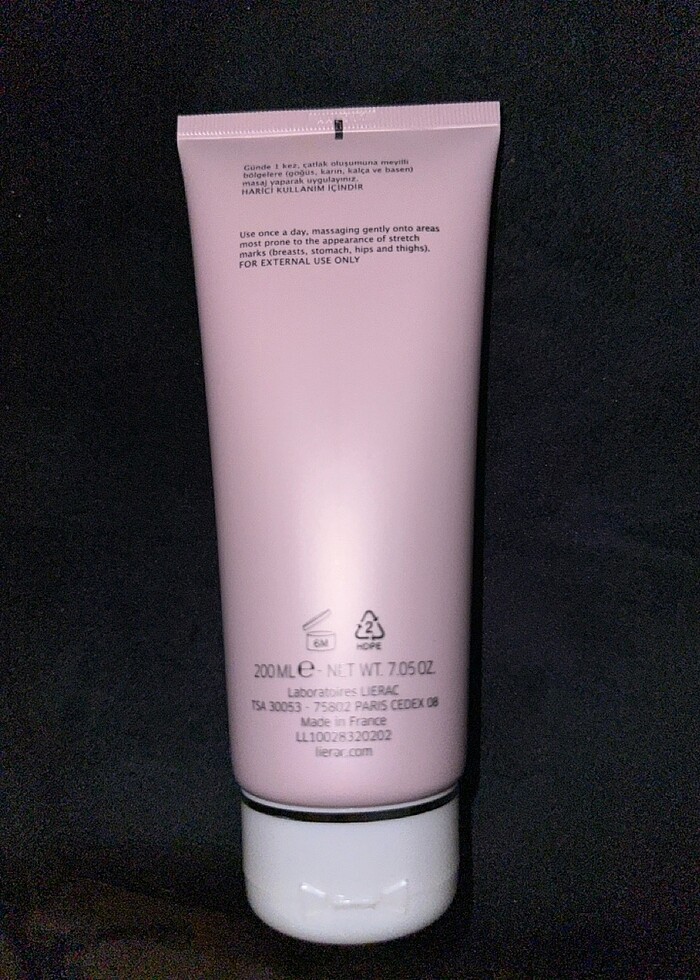 Günde 1 kez, çatlak oluşumuna meyilli
bölgelere (göğüs, karın, kalça ve basen)
masaj yaparak uygulayınız.
HARİCİ KULLANIM İÇİNDİR
Use once a day, massaging gently onto areas
most prone to the appearance of stretch
marks (breasts, stomach, hips and thighs).
FOR EXTERNAL USE ONLY
6M
2
HDPE
200 ML e - NET WT. 7.05 OZ.
Laboratoires LIERAC
TSA 30053 - 75802 PARIS CEDEX 08
Made in France
LL10028320202
lierac.com